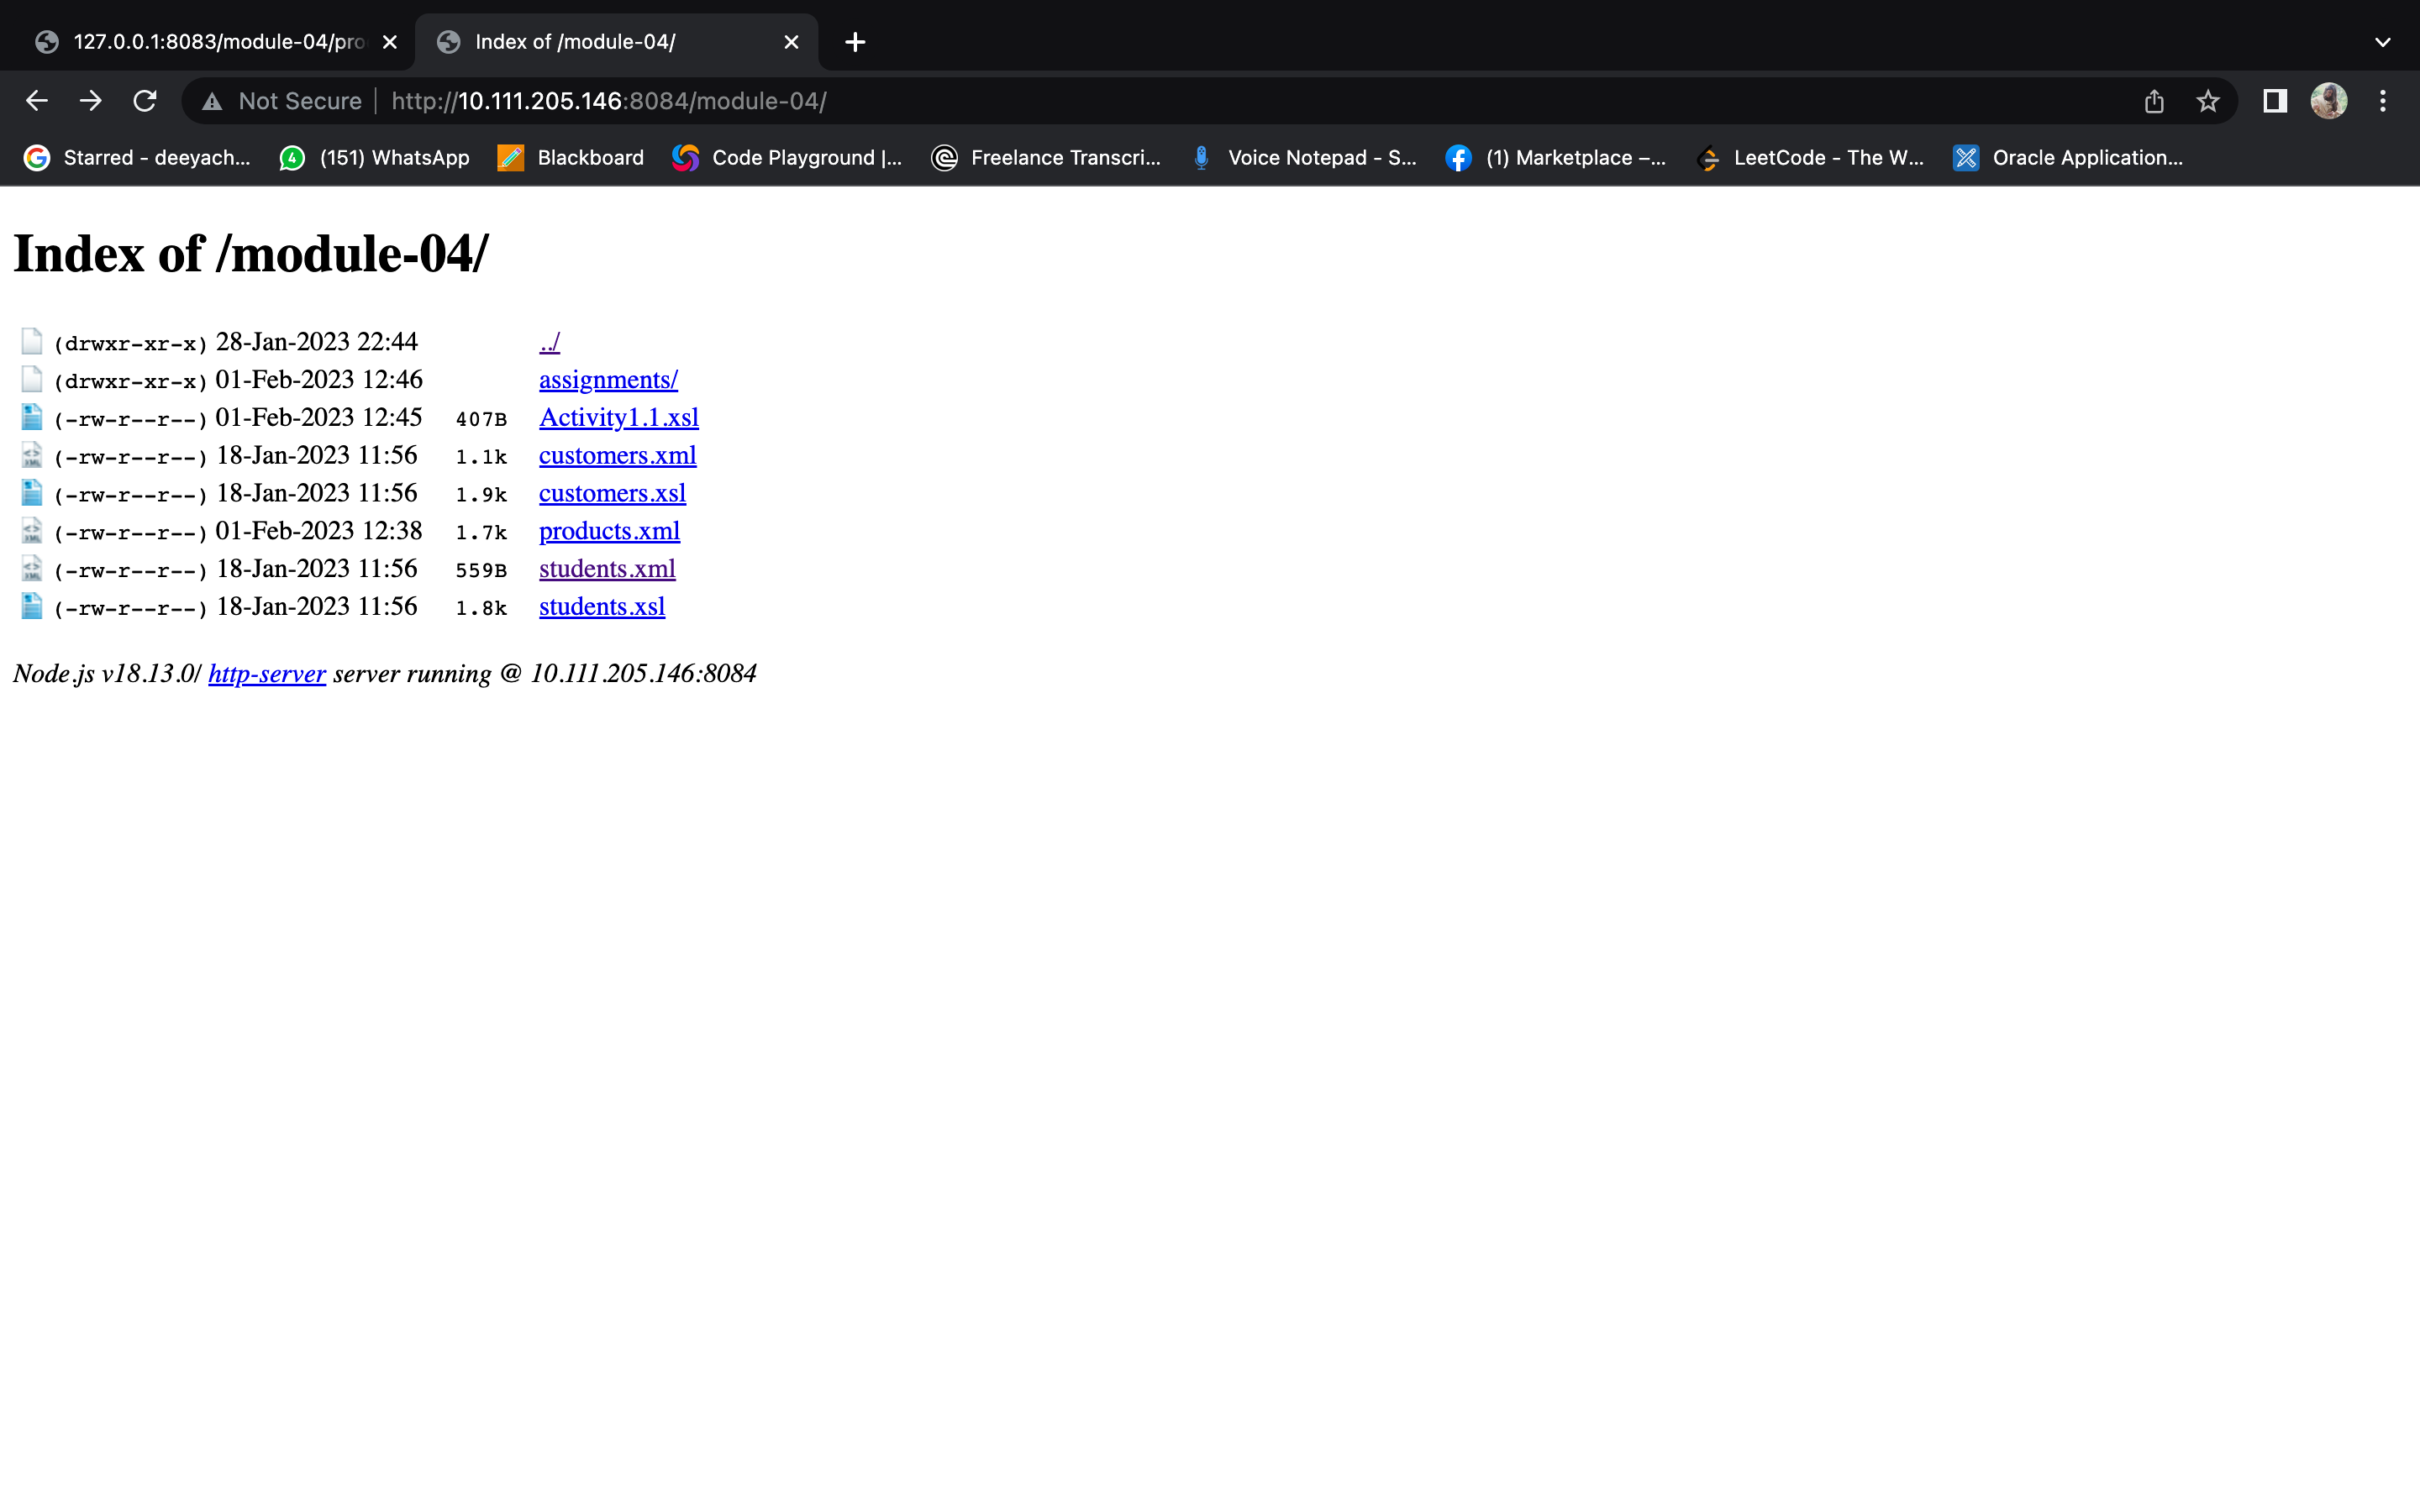 127.0.0.1:8083/module-04/pro
Index of /module-04/
Not Secure http://10.111.205.146:8084/module-04/
Starred - deeyach... (151) WhatsApp Blackboard Code Playground |... Freelance Transcri... Voice Notepad - S... (1) Marketplace –... LeetCode - The W... Oracle Application...
Index of /module-04/
(drwxr-xr-x) 28-Jan-2023 22:44 ../
(drwxr-xr-x) 01-Feb-2023 12:46 assignments/
(-rw-r--r--) 01-Feb-2023 12:45 407B Activity1.1.xsl
(-rw-r--r--) 18-Jan-2023 11:56 1.1k customers.xml
(-rw-r--r--) 18-Jan-2023 11:56 1.9k customers.xsl
(-rw-r--r--) 01-Feb-2023 12:38 1.7k products.xml
(-rw-r--r--) 18-Jan-2023 11:56 559B students.xml
(-rw-r--r--) 18-Jan-2023 11:56 1.8k students.xsl
Node.js v18.13.0/ http-server server running @ 10.111.205.146:8084